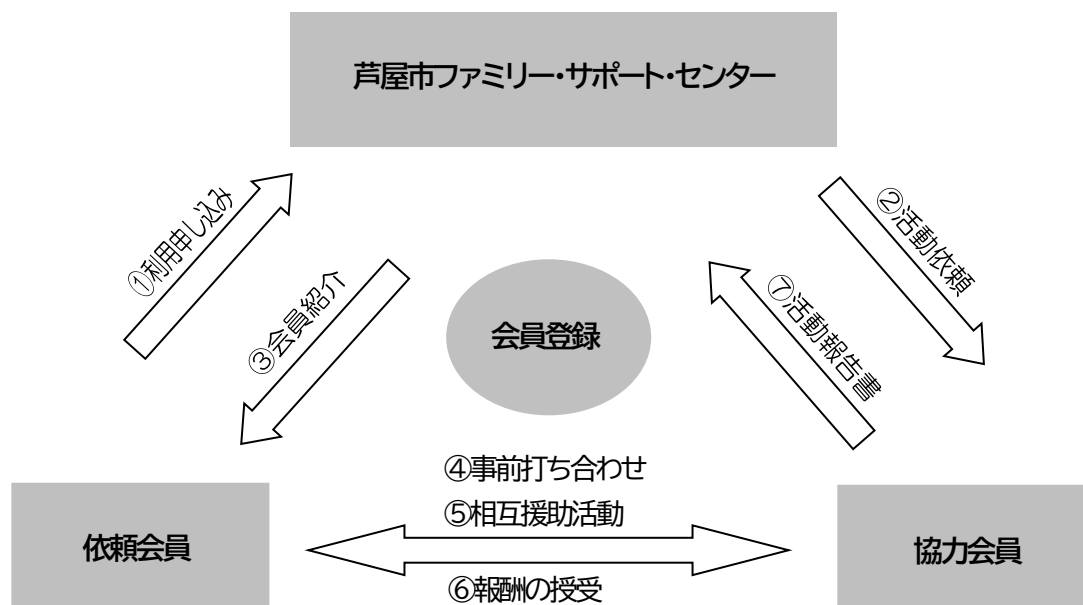 芦屋市ファミリー・サポート・センター
①利用申し込み
②活動依頼
③会員紹介
⑦活動報告書
会員登録
④事前打ち合わせ
⑤相互援助活動
依頼会員
協力会員
⑥報酬の授受